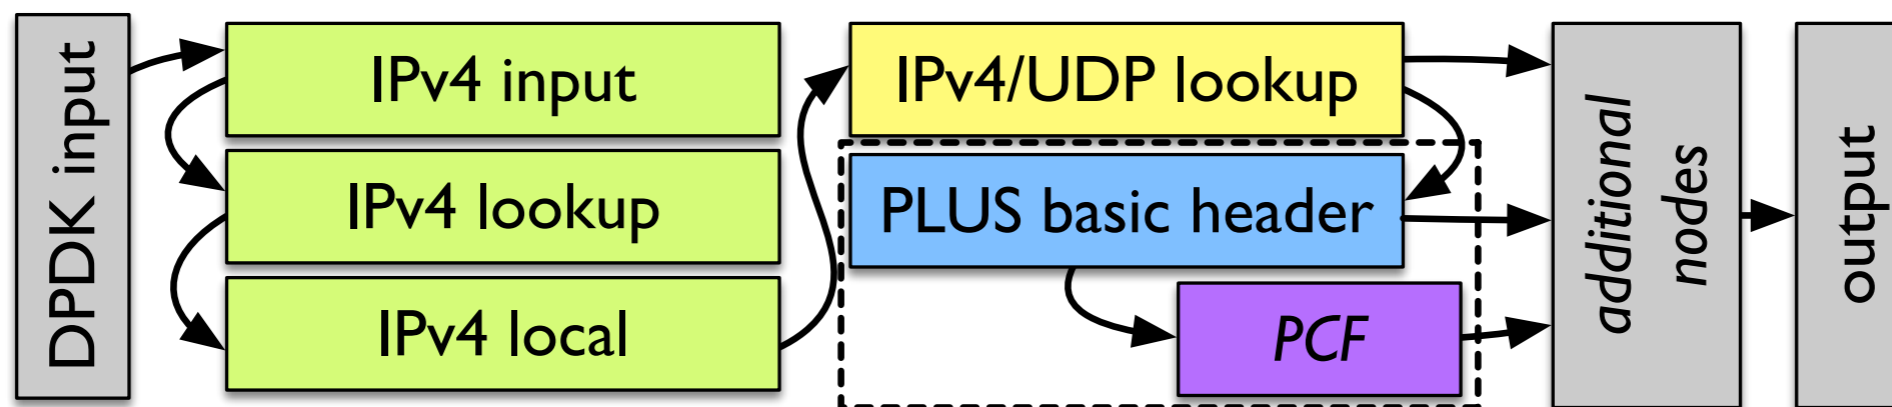 DPDK input
IPv4 input
IPv4 lookup
IPv4 local
IPv4/UDP lookup
PLUS basic header
PCF
additional
nodes
output